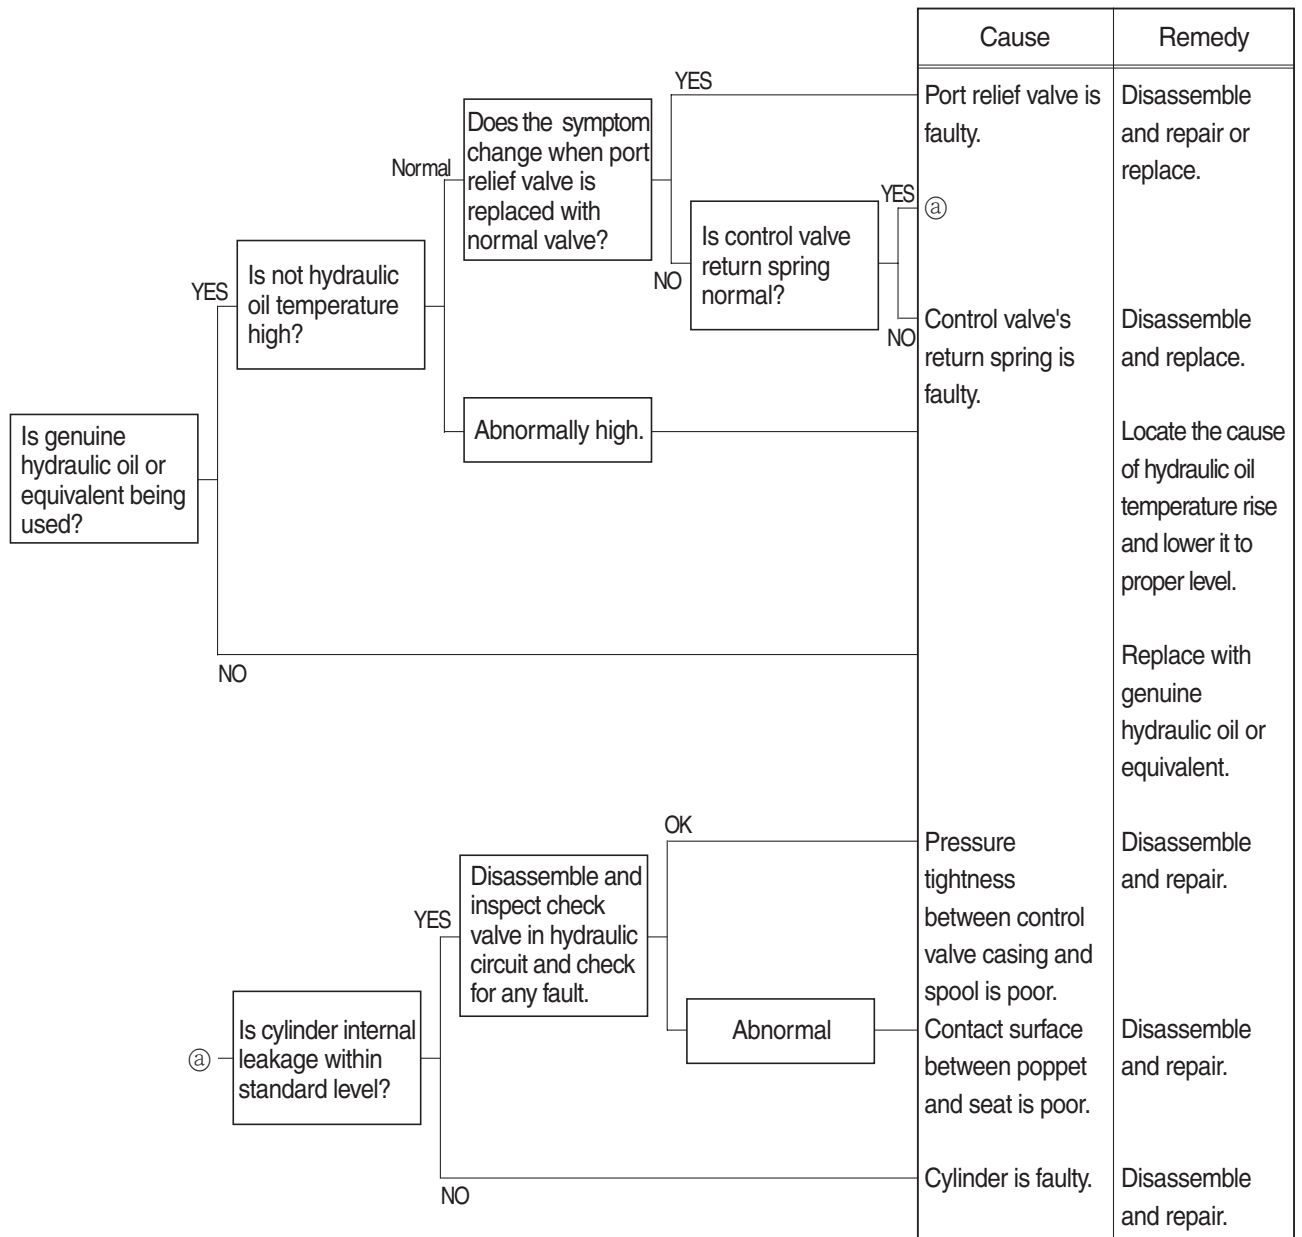 Cause
Remedy
YES
Port relief valve is
faulty.
Disassemble
and repair or
replace.
Does the symptom
change when port
relief valve is
replaced with
normal valve?
Normal
YES
ⓐ
Is control valve
return spring
normal?
NO
NO
Control valve's
return spring is
faulty.
Disassemble
and replace.
YES
Is not hydraulic
oil temperature
high?
Abnormally high.
Locate the cause
of hydraulic oil
temperature rise
and lower it to
proper level.
Is genuine
hydraulic oil or
equivalent being
used?
NO
Replace with
genuine
hydraulic oil or
equivalent.
OK
Pressure
tightness
between control
valve casing and
spool is poor.
Disassemble
and repair.
YES
Disassemble and
inspect check
valve in hydraulic
circuit and check
for any fault.
Abnormal
Contact surface
between poppet
and seat is poor.
Disassemble
and repair.
ⓐ
Is cylinder internal
leakage within
standard level?
NO
Cylinder is faulty.
Disassemble
and repair.